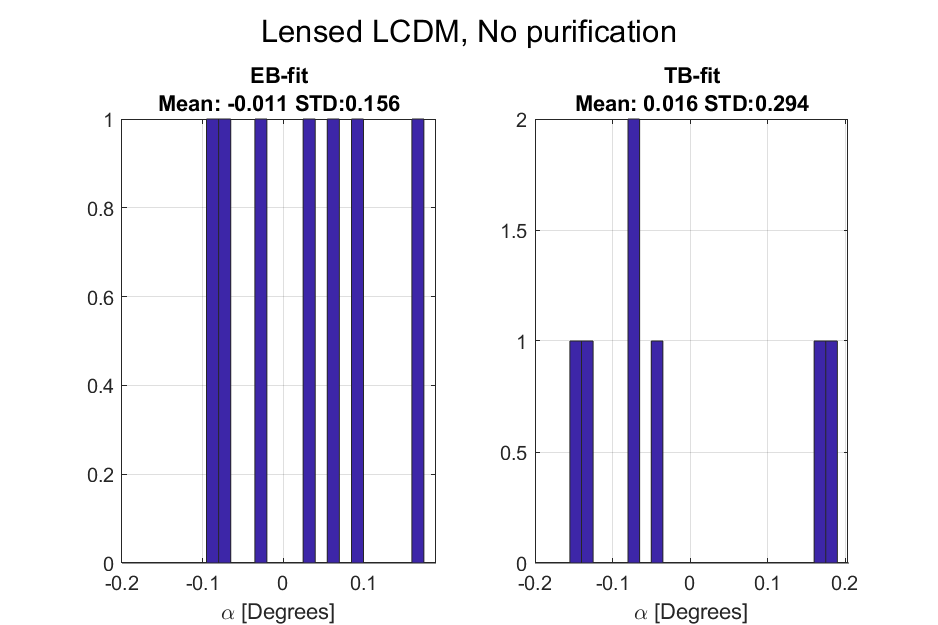 Lensed LCDM, No purification
EB-fit
Mean: -0.011 STD:0.156
1
0.8
0.6
0.4
0.2
0
-0.2
-0.1
0
0.1
α [Degrees]
TB-fit
Mean: 0.016 STD:0.294
2
1.5
1
0.5
0
-0.2
-0.1
0
0.1
0.2
α [Degrees]